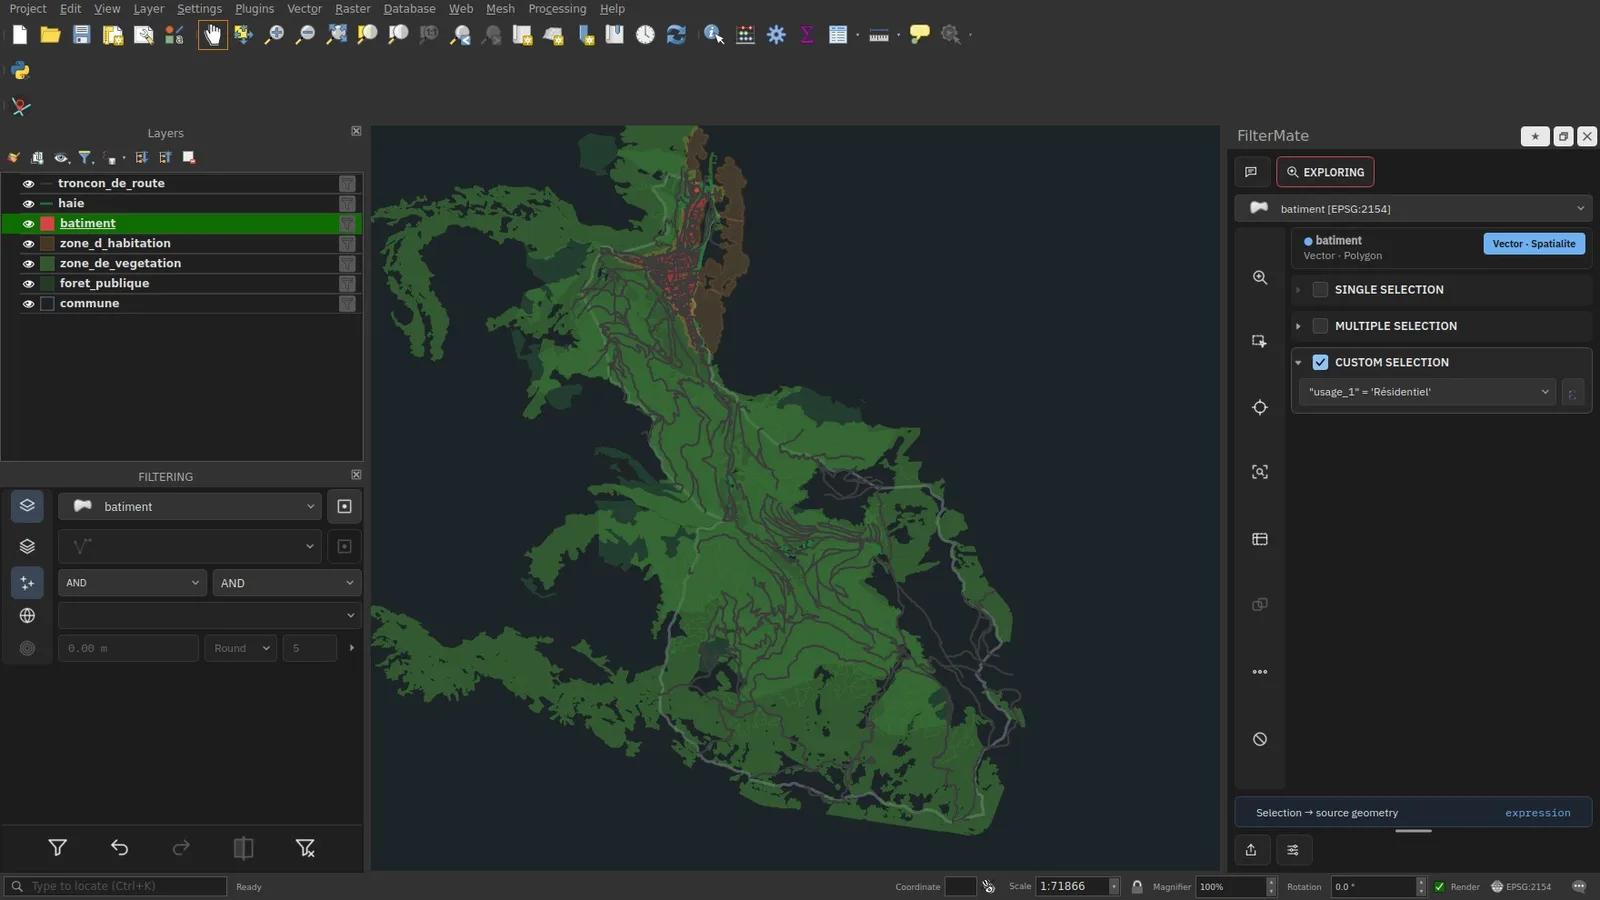 Project Edit View Layer Settings Plugins Vector Raster Database Web Mesh Processing Help
Layers
troncon_de_route
haie
batiment
zone_d_habitation
zone_de_vegetation
foret_publique
commune
FILTERING
batiment
AND AND
0.00 m Round 5
FilterMate
EXPLORING
batiment [EPSG:2154]
batiment
Vector · Polygon
Vector · Spatialite
SINGLE SELECTION
MULTIPLE SELECTION
CUSTOM SELECTION
"usage_1" = 'Résidentiel'
Selection → source geometry expression
Type to locate (Ctrl+K) Ready Coordinate Scale 1:71866 Magnifier 100% Rotation 0.0 ° Render EPSG:2154